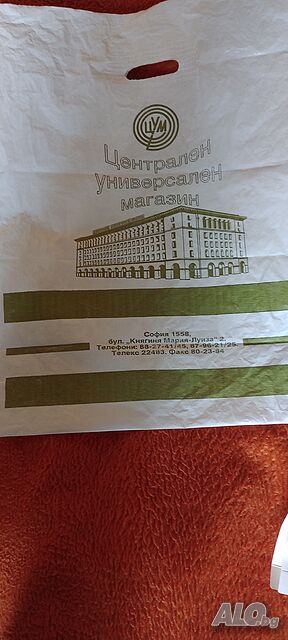 ЦУМ
Централен
универсален
магазин
София 1558,
бул. „Княгиня Мария-Луиза" 2,
Телефони: 88-27-41/45, 87-96-21/25,
Телекс 22483, Факс 80-23-84
ALO.bg